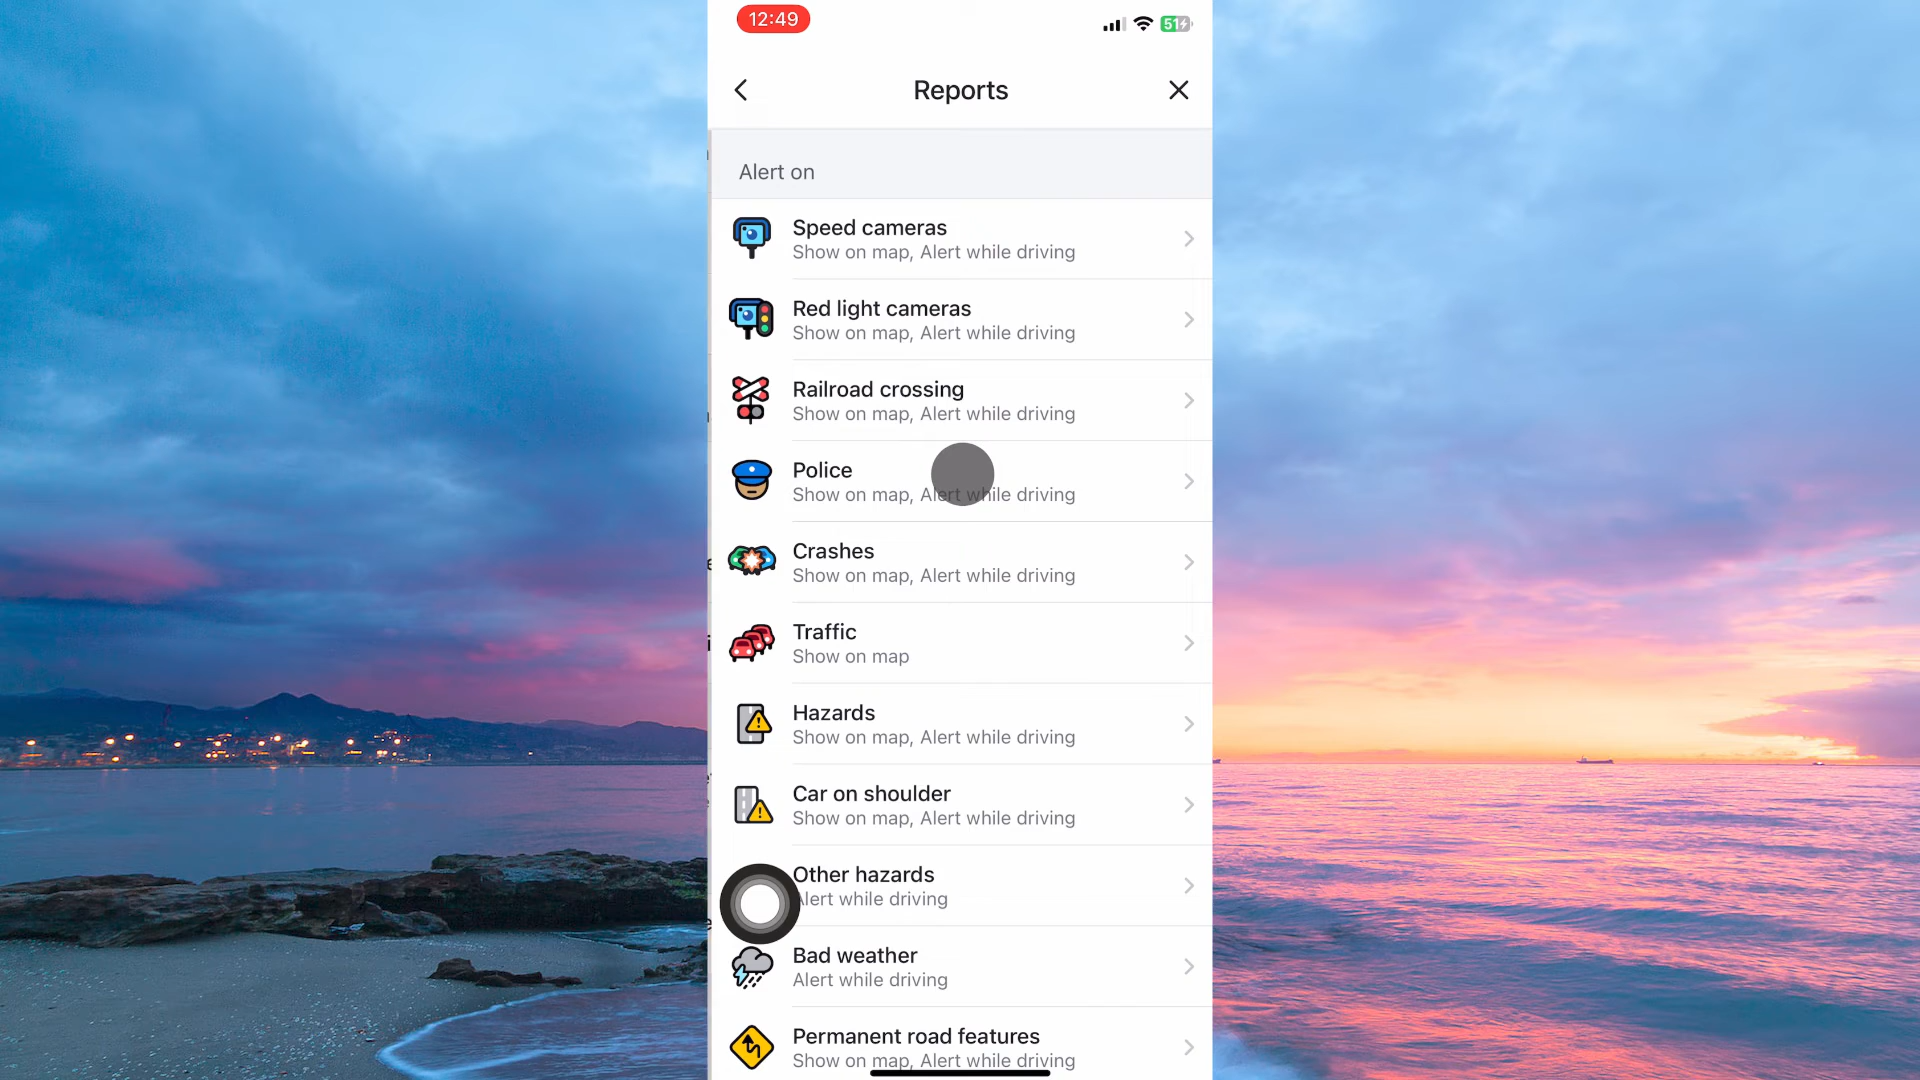 12:49
51
Reports
Alert on
Speed cameras
Show on map, Alert while driving
Red light cameras
Show on map, Alert while driving
Railroad crossing
Show on map, Alert while driving
Police
Show on map, Alert while driving
Crashes
Show on map, Alert while driving
Traffic
Show on map
Hazards
Show on map, Alert while driving
Car on shoulder
Show on map, Alert while driving
Other hazards
Alert while driving
Bad weather
Alert while driving
Permanent road features
Show on map, Alert while driving